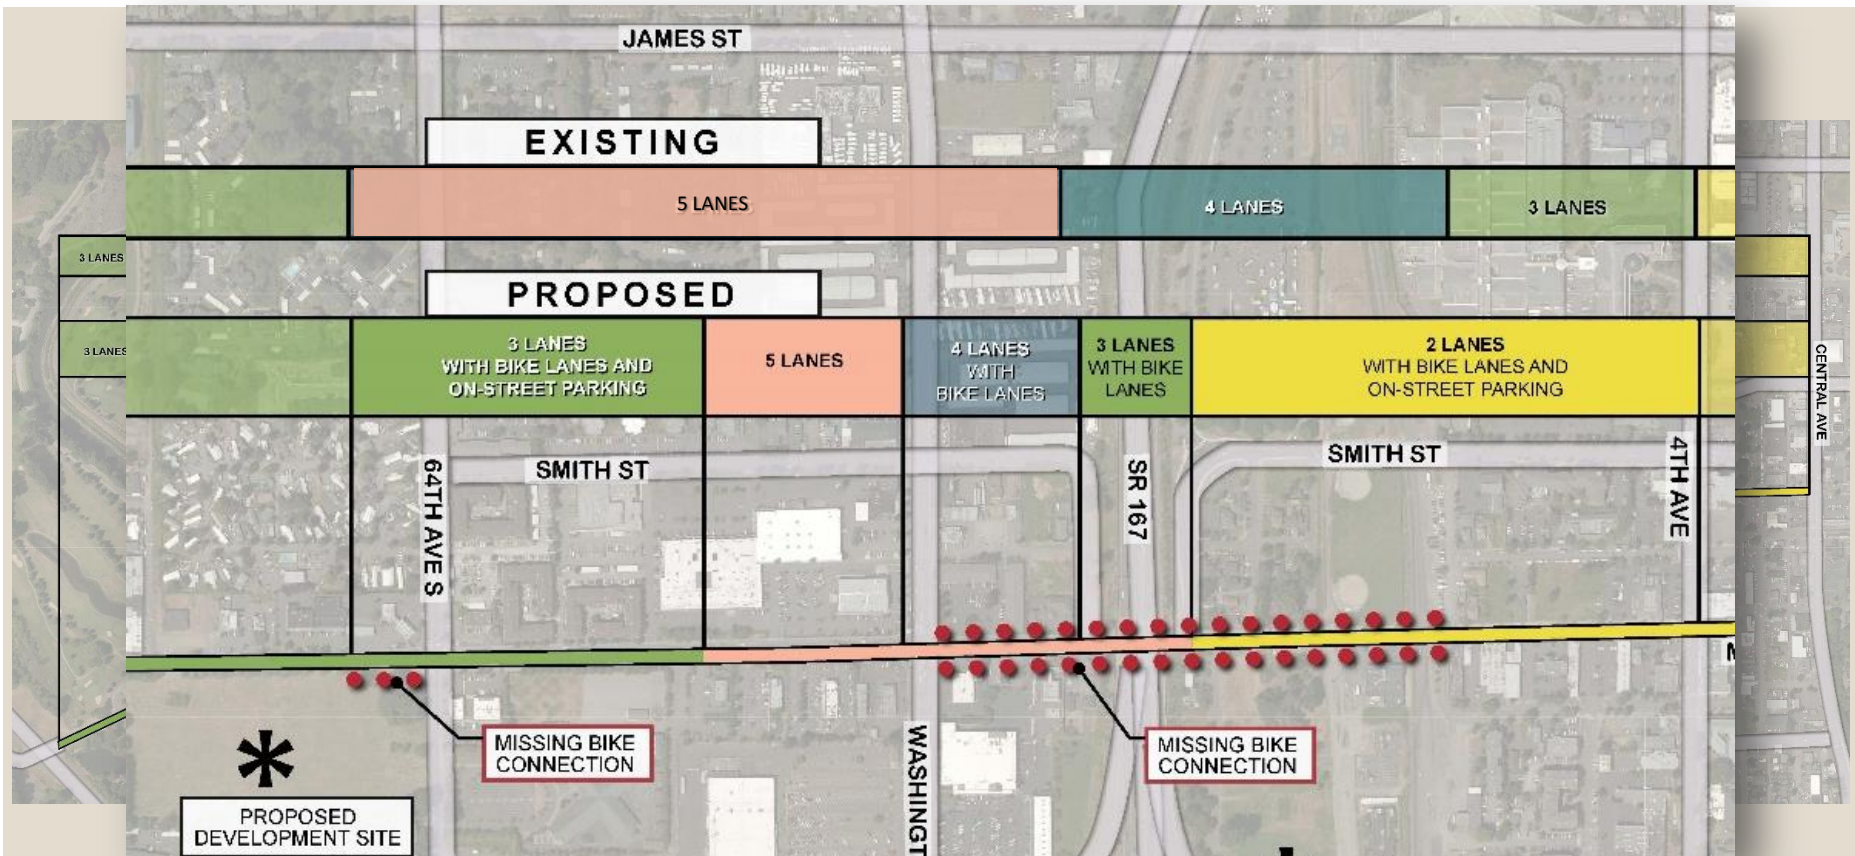 JAMES ST
EXISTING
5 LANES
4 LANES
3 LANES
3 LANES
PROPOSED
3 LANES
3 LANES
WITH BIKE LANES AND
ON-STREET PARKING
5 LANES
4 LANES
WITH
BIKE LANES
3 LANES
WITH BIKE
LANES
2 LANES
WITH BIKE LANES AND
ON-STREET PARKING
CENTRAL AVE
64TH AVE S
SMITH ST
SR 167
SMITH ST
4TH AVE
MISSING BIKE
CONNECTION
WASHINGT
MISSING BIKE
CONNECTION
PROPOSED
DEVELOPMENT SITE